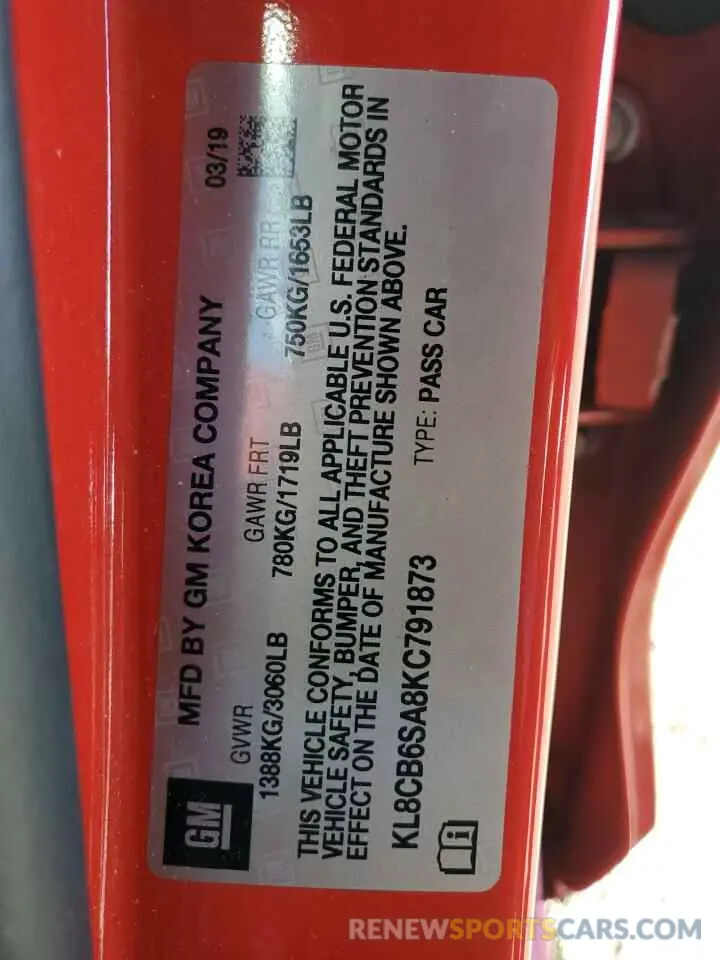 MFD BY GM KOREA COMPANY 03/19
GM
GVWR GAWR FRT GAWR RR
1388KG/3060LB 780KG/1719LB 750KG/1653LB
THIS VEHICLE CONFORMS TO ALL APPLICABLE U.S. FEDERAL MOTOR
VEHICLE SAFETY, BUMPER, AND THEFT PREVENTION STANDARDS IN
EFFECT ON THE DATE OF MANUFACTURE SHOWN ABOVE.
KL8CB6SA8KC791873 TYPE: PASS CAR
RENEWSPORTSCARS.COM